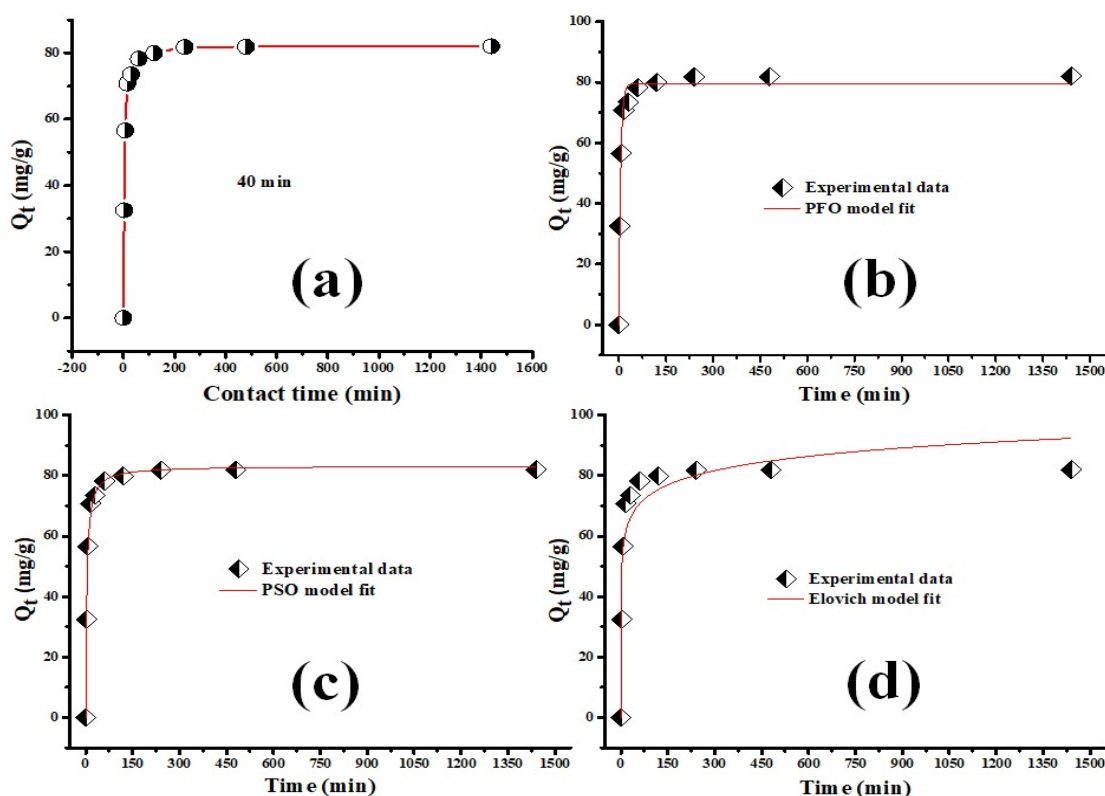 100
80
60
40
20
0
Qt (mg/g)
40 min
(a)
-200 0 200 400 600 800 1000 1200 1400 1600
Contact time (min)
100
80
60
40
20
0
Qt (mg/g)
Experimental data
PFO model fit
(b)
0 150 300 450 600 750 900 1050 1200 1350 1500
Time (min)
100
80
60
40
20
0
Qt (mg/g)
Experimental data
PSO model fit
(c)
0 150 300 450 600 750 900 1050 1200 1350 1500
Time (min)
100
80
60
40
20
0
Qt (mg/g)
Experimental data
Elovich model fit
(d)
0 150 300 450 600 750 900 1050 1200 1350 1500
Time (min)